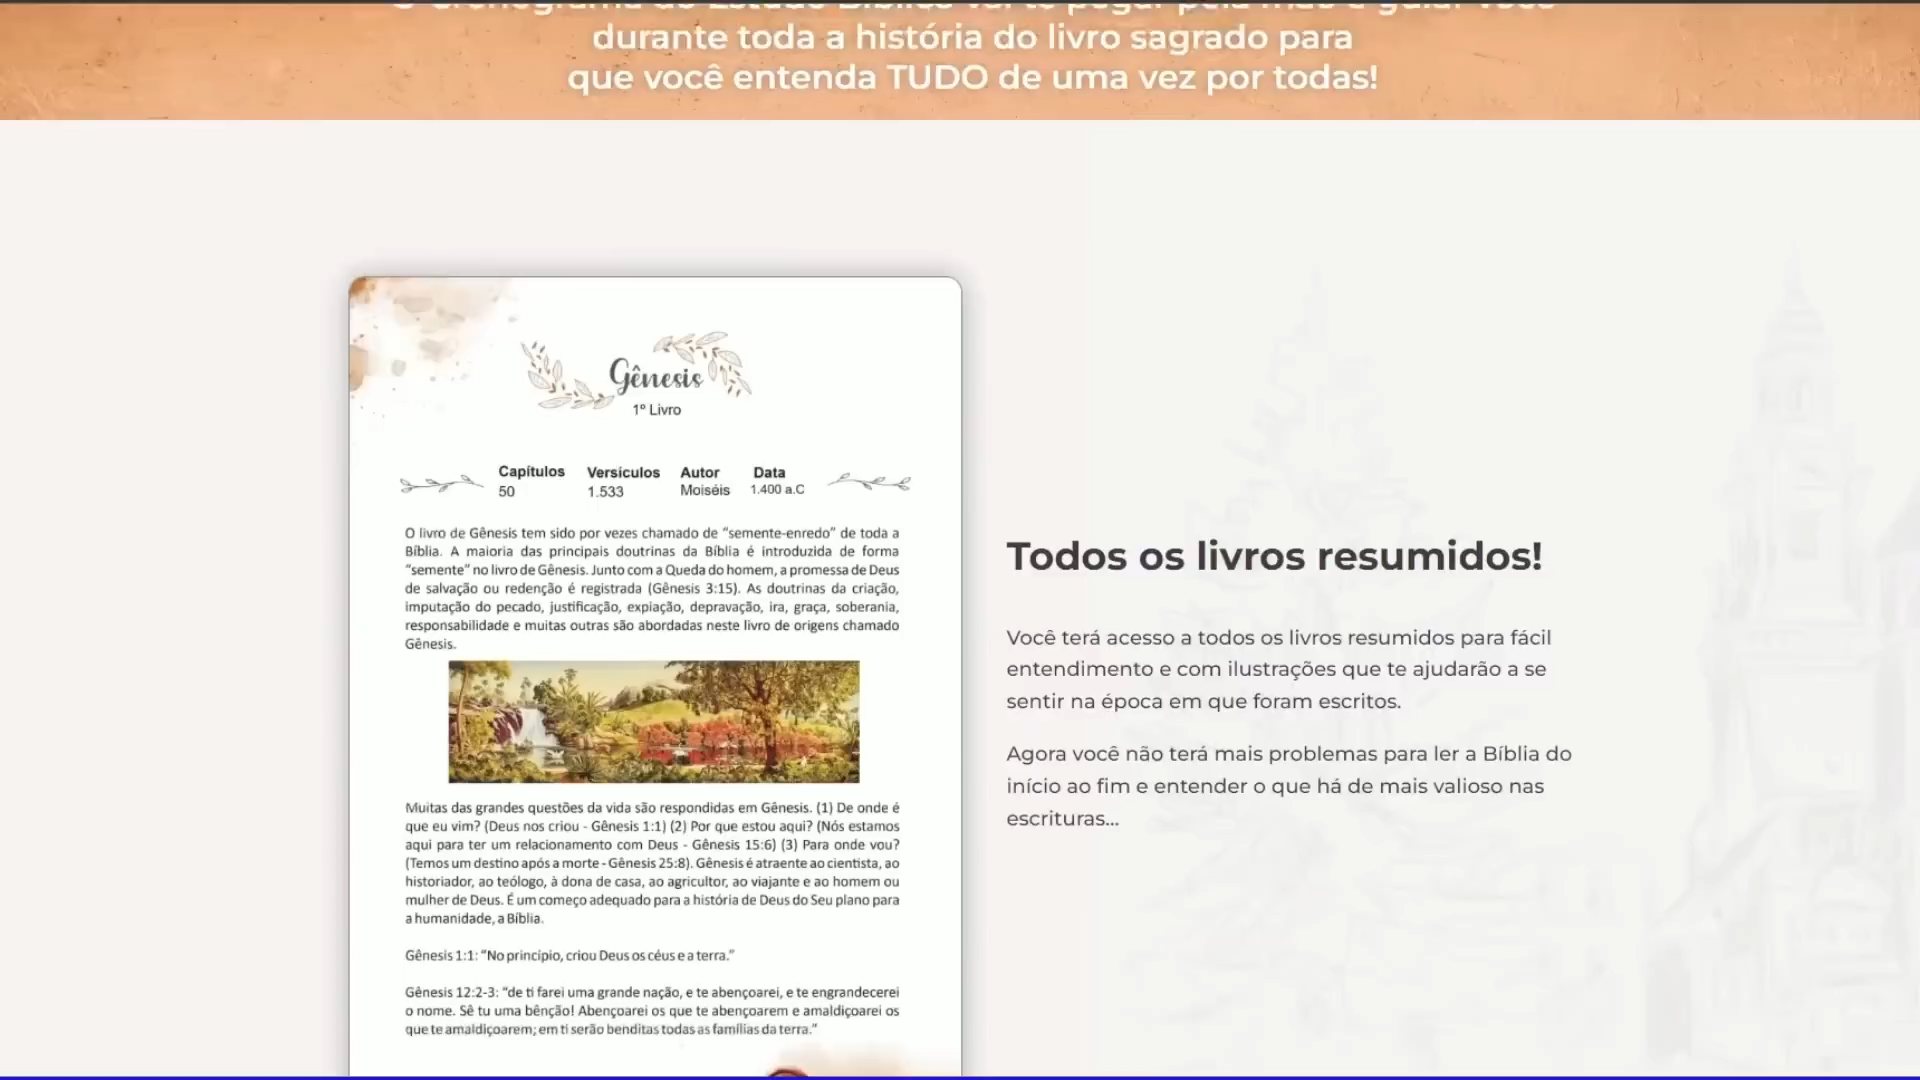 O Cronograma de Estudo Bíblico vai te pegar pela mão e guiar você
durante toda a história do livro sagrado para
que você entenda TUDO de uma vez por todas!
Gênesis
1º Livro
Capítulos Versículos Autor Data
50 1.533 Moiséis 1.400 a.C
O livro de Gênesis tem sido por vezes chamado de “semente-enredo” de toda a
Bíblia. A maioria das principais doutrinas da Bíblia é introduzida de forma
“semente” no livro de Gênesis. Junto com a Queda do homem, a promessa de Deus
de salvação ou redenção é registrada (Gênesis 3:15). As doutrinas da criação,
imputação do pecado, justificação, expiação, depravação, ira, graça, soberania,
responsabilidade e muitas outras são abordadas neste livro de origens chamado
Gênesis.
Muitas das grandes questões da vida são respondidas em Gênesis. (1) De onde é
que eu vim? (Deus nos criou - Gênesis 1:1) (2) Por que estou aqui? (Nós estamos
aqui para ter um relacionamento com Deus - Gênesis 15:6) (3) Para onde vou?
(Temos um destino após a morte - Gênesis 25:8). Gênesis é atraente ao cientista, ao
historiador, ao teólogo, à dona de casa, ao agricultor, ao viajante e ao homem ou
mulher de Deus. É um começo adequado para a história de Deus do Seu plano para
a humanidade, a Bíblia.
Gênesis 1:1: “No princípio, criou Deus os céus e a terra.”
Gênesis 12:2-3: “de ti farei uma grande nação, e te abençoarei, e te engrandecerei
o nome. Sê tu uma bênção! Abençoarei os que te abençoarem e amaldiçoarei os
que te amaldiçoarem; em ti serão benditas todas as famílias da terra.”
Todos os livros resumidos!
Você terá acesso a todos os livros resumidos para fácil
entendimento e com ilustrações que te ajudarão a se
sentir na época em que foram escritos.
Agora você não terá mais problemas para ler a Bíblia do
início ao fim e entender o que há de mais valioso nas
escrituras...